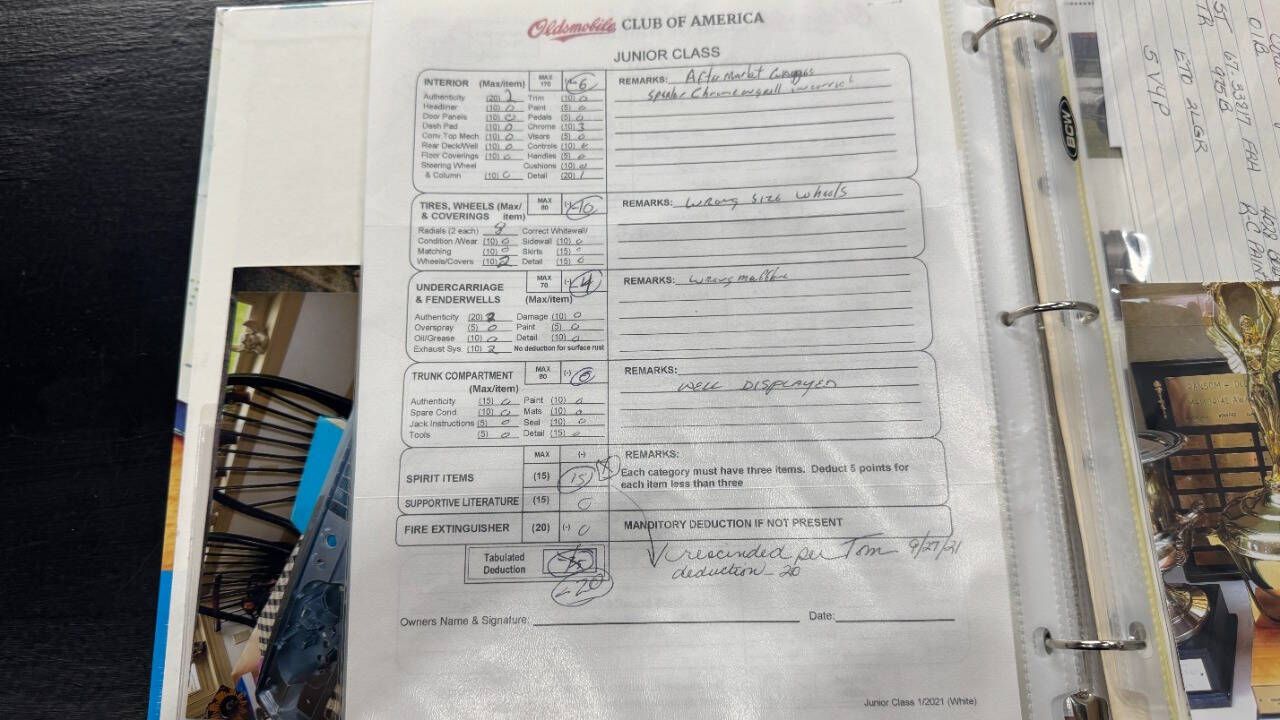 Oldsmobile CLUB OF AMERICA
JUNIOR CLASS
INTERIOR (Max/item) MAX 170 (-) 6
Authenticity (20) 2 Trim (10) 0
Headliner (10) 0 Paint (5) 0
Door Panels (10) 0 Pedals (5) 0
Dash Pad (10) 0 Chrome (10) 3
Conv.Top Mech. (10) 0 Visors (5) 0
Rear Deck/Well (10) 0 Controls (10)
Floor Coverings (10) 0 Handles (5) 0
Steering Wheel Cushions (10) 0
& Column (10) 0 Detail (20) 1
REMARKS: After Market
speaker Chrome
TIRES, WHEELS (Max/ MAX 80 (-) 10
& COVERINGS item)
Radials (2 each) 8 Correct Whitewall/
Condition /Wear (10) 0 Sidewall (10) 0
Matching (10) 0 Skirts (15) 0
Wheels/Covers (10) 2 Detail (15) 0
REMARKS: Wrong Size Wheels
UNDERCARRIAGE MAX 70 (-) 4
& FENDERWELLS (Max/item)
Authenticity (20) 2 Damage (10) 0
Overspray (5) 0 Paint (5) 0
Oil/Grease (10) 0 Detail (10) 0
Exhaust Sys (10) 2 No deduction for surface rust
REMARKS: Wrong
TRUNK COMPARTMENT MAX 80 (-) 0
(Max/item)
Authenticity (15) 0 Paint (10) 0
Spare Cond. (10) 0 Mats (10) 0
Jack Instructions (5) 0 Seal (10) 0
Tools (5) 0 Detail (15) 0
REMARKS:
WELL DISPLAYED
MAX (-)
SPIRIT ITEMS (15) 15
SUPPORTIVE LITERATURE (15) 0
FIRE EXTINGUISHER (20) (-) 0
REMARKS:
Each category must have three items. Deduct 5 points for
each item less than three
MANDITORY DEDUCTION IF NOT PRESENT
Tabulated
Deduction
-20
rescinded per Tom 9/27/21
deduction - 20
Owners Name & Signature: Date:
Junior Class 1/2021 (White)
BCW